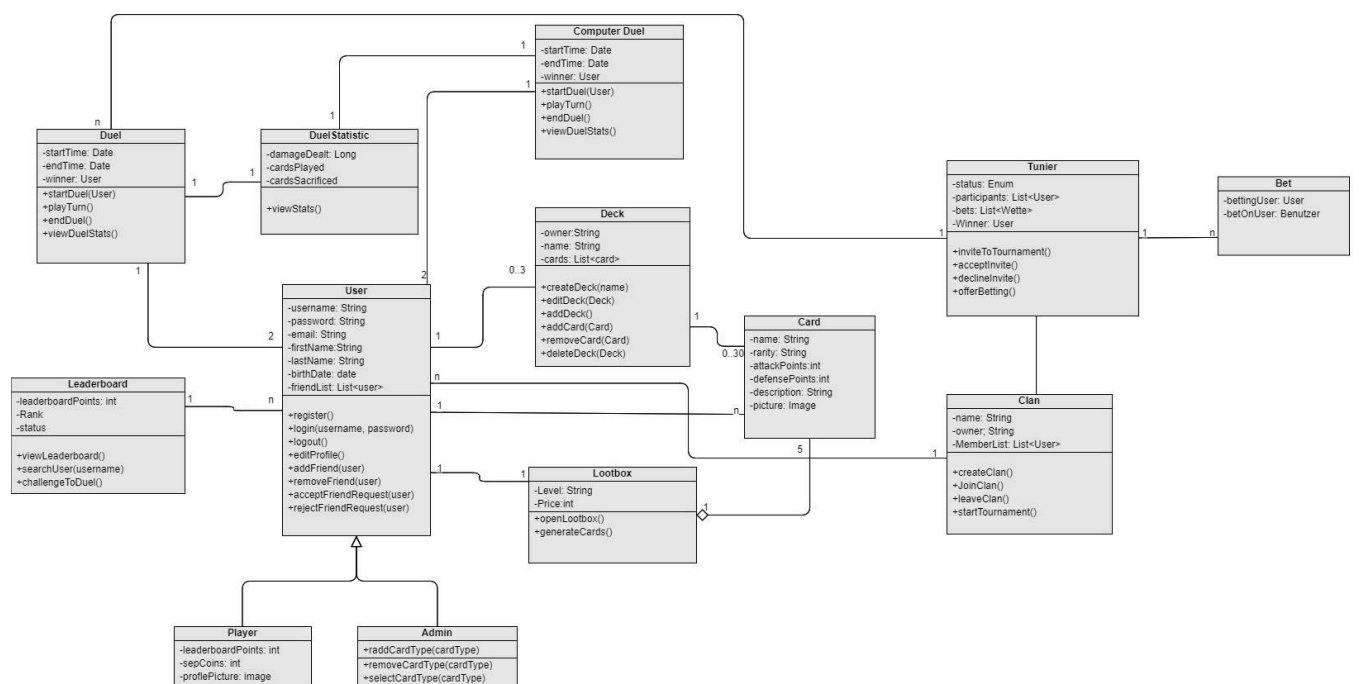 Computer Duel
-startTime: Date
-endTime: Date
-winner: User
+startDuel(User)
+playTurn()
+endDuel()
+viewDuelStats()
1
1
1
n
1
Duel
-startTime: Date
-endTime: Date
-winner: User
+startDuel(User)
+playTurn()
+endDuel()
+viewDuelStats()
1
1
1
DuelStatistic
-damageDealt: Long
-cardsPlayed
-cardsSacrificed
+viewStats()
Tunier
-status: Enum
-participants: List<User>
-bets: List<Wette>
-Winner: User
+inviteToTournament()
+acceptInvite()
+declineInvite()
+offerBetting()
1
1
n
Bet
-bettingUser: User
-betOnUser: Benutzer
Deck
-owner:String
-name: String
-cards: List<card>
+createDeck(name)
+editDeck(Deck)
+addDeck()
+addCard(Card)
+removeCard(Card)
+deleteDeck(Deck)
0..3
1
0..30
2
2
User
-username: String
-password: String
-email: String
-firstName:String
-lastName: String
-birthDate: date
-friendList: List<user>
+register()
+login(username, password)
+logout()
+editProfile()
+addFriend(user)
+removeFriend(user)
+acceptFriendRequest(user)
+rejectFriendRequest(user)
1
n
1
1
Card
-name: String
-rarity: String
-attackPoints:int
-defensePoints:int
-description: String
-picture: Image
n
5
Leaderboard
-leaderboardPoints: int
-Rank
-status
+viewLeaderboard()
+searchUser(username)
+challengeToDuel()
1
n
Clan
-name: String
-owner; String
-MemberList: List<User>
+createClan()
+JoinClan()
+leaveClan()
+startTournament()
1
Lootbox
-Level: String
-Price:int
+openLootbox()
+generateCards()
1
1
Player
-leaderboardPoints: int
-sepCoins: int
-proflePicture: image
Admin
+raddCardType(cardType)
+removeCardType(cardType)
+selectCardType(cardType)